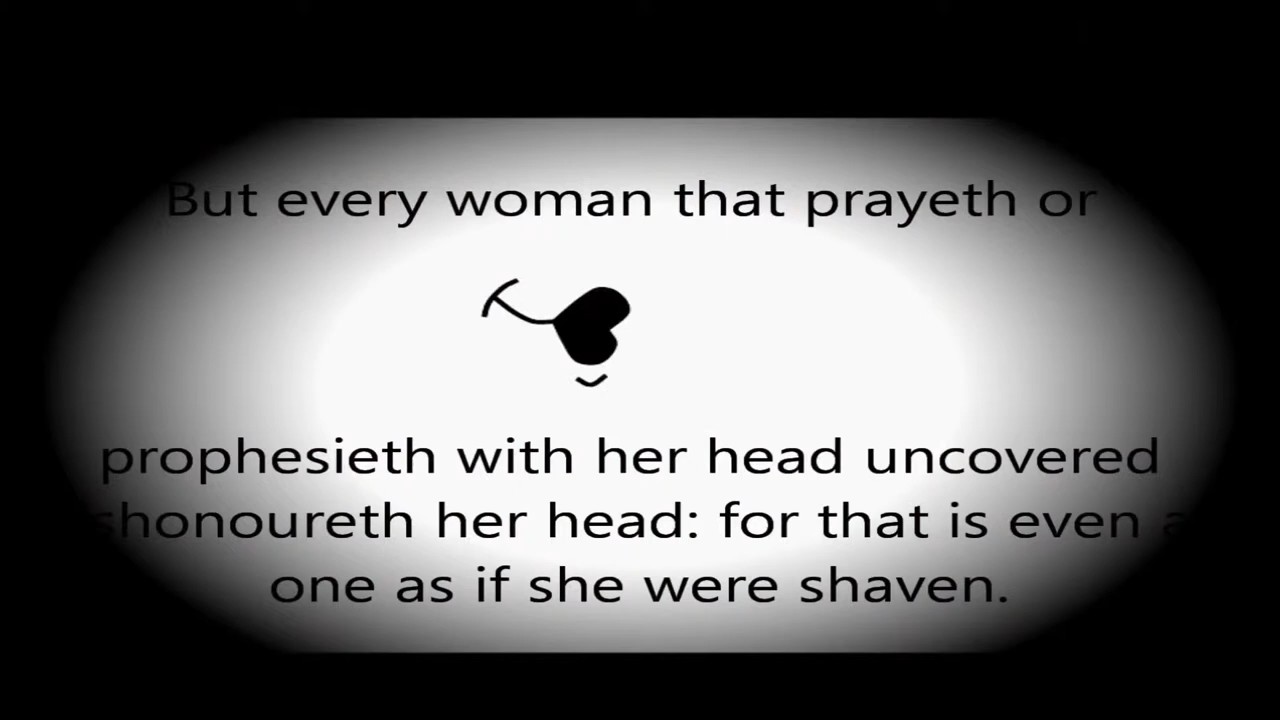 But every woman that prayeth or
prophesieth with her head uncovered
shonoureth her head: for that is even a
one as if she were shaven.